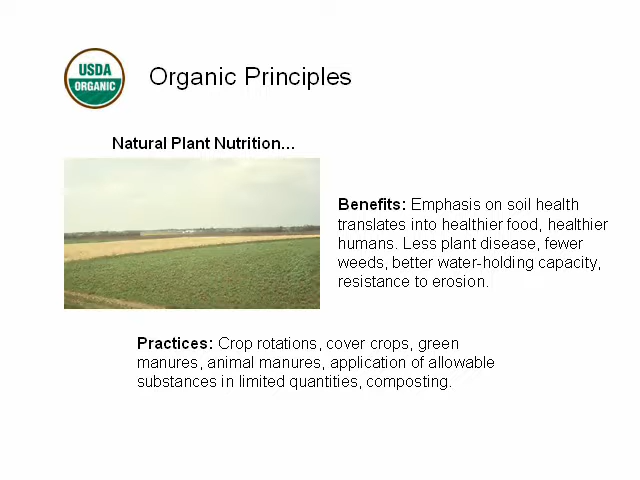 USDA
ORGANIC
Organic Principles
Natural Plant Nutrition...
Benefits: Emphasis on soil health
translates into healthier food, healthier
humans. Less plant disease, fewer
weeds, better water-holding capacity,
resistance to erosion.
Practices: Crop rotations, cover crops, green
manures, animal manures, application of allowable
substances in limited quantities, composting.